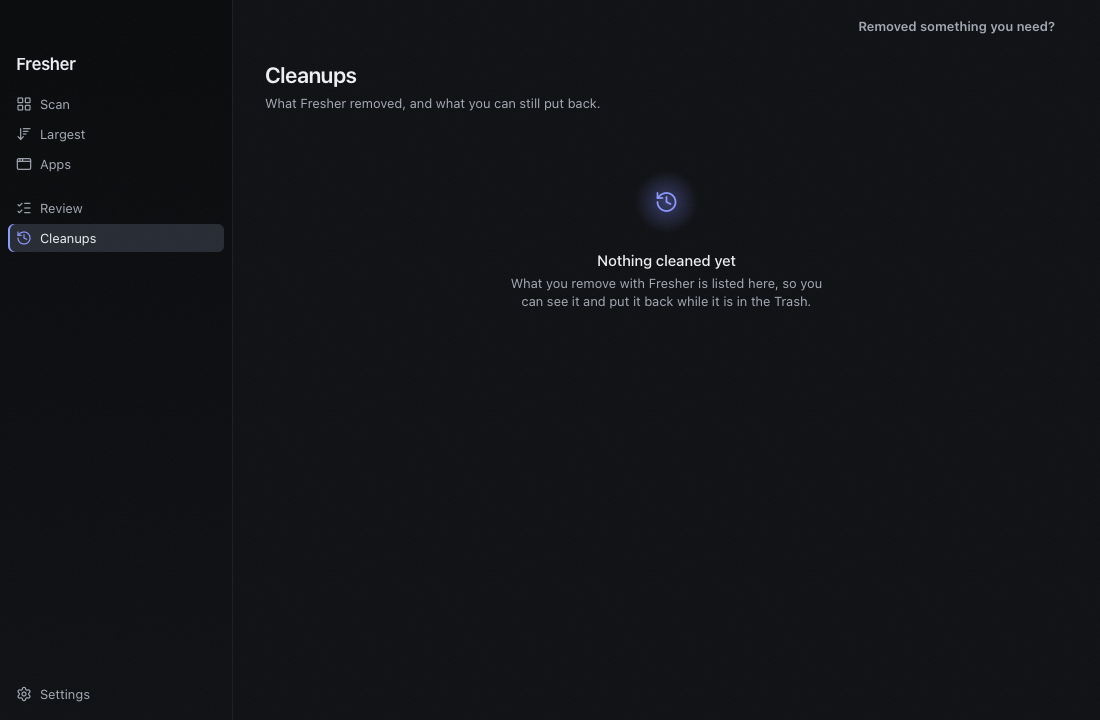 Removed something you need?
Fresher
Scan
Largest
Apps
Review
Cleanups
Settings
Cleanups
What Fresher removed, and what you can still put back.
Nothing cleaned yet
What you remove with Fresher is listed here, so you
can see it and put it back while it is in the Trash.